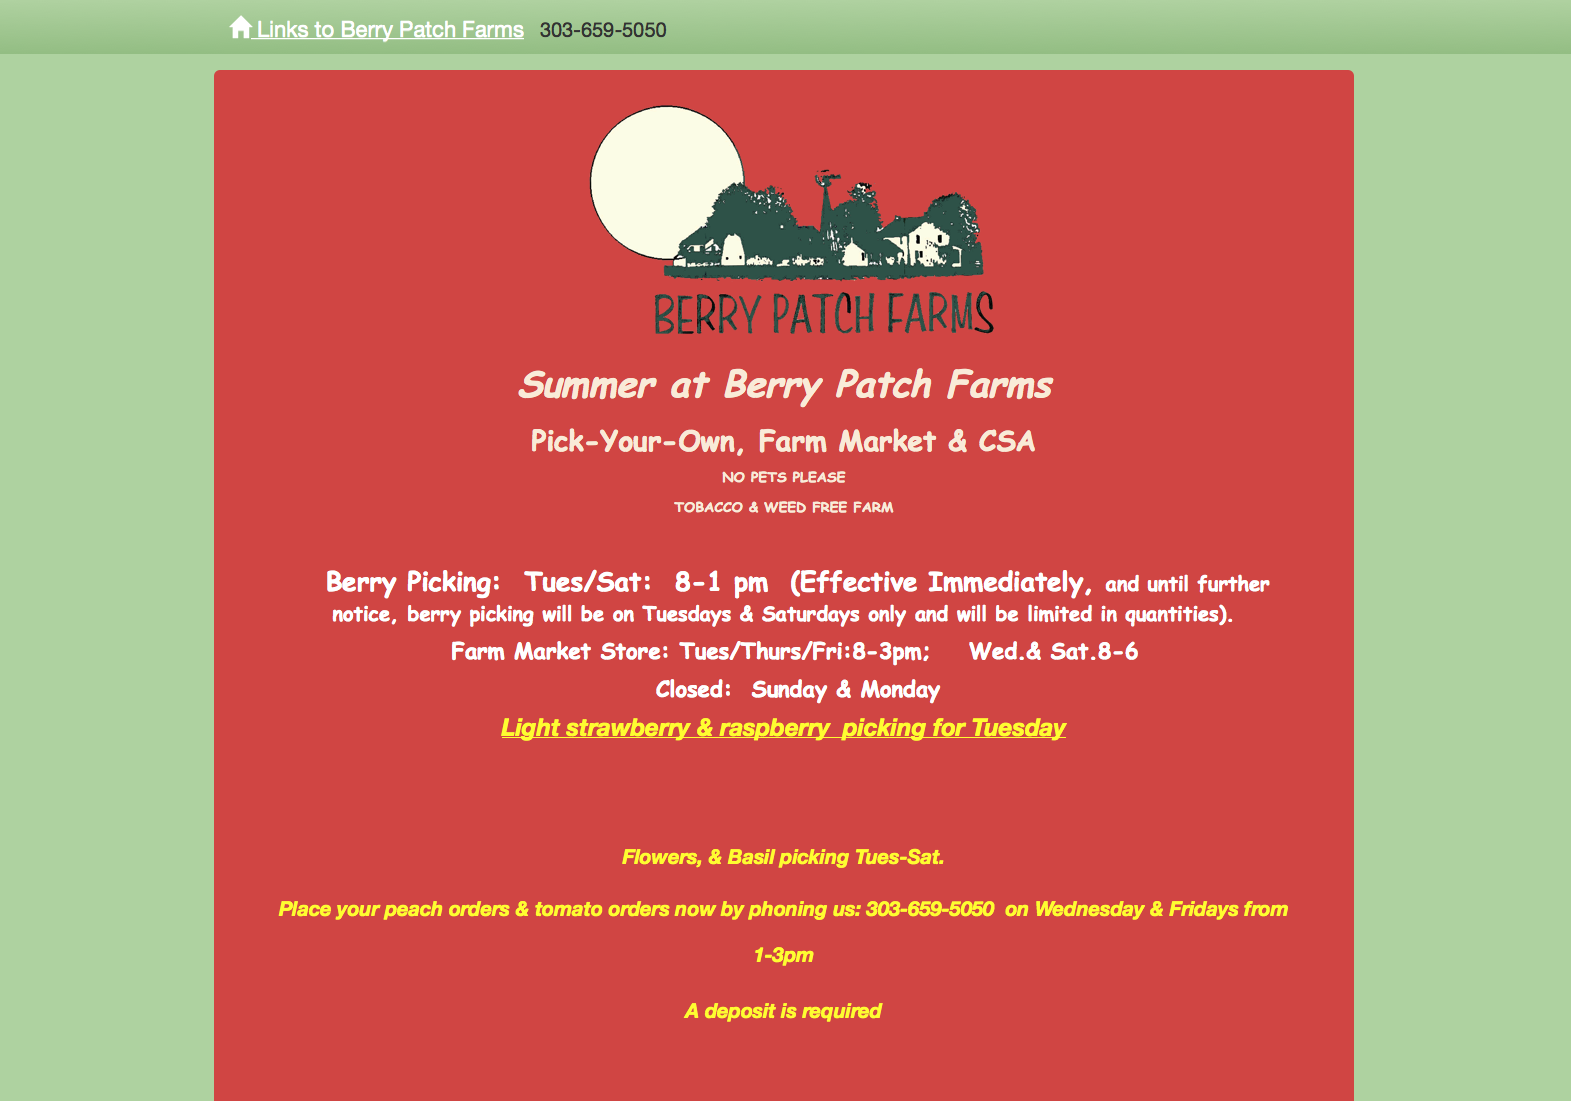 Links to Berry Patch Farms 303-659-5050
BERRY PATCH FARMS
Summer at Berry Patch Farms
Pick-Your-Own, Farm Market & CSA
NO PETS PLEASE
TOBACCO & WEED FREE FARM
Berry Picking: Tues/Sat: 8-1 pm (Effective Immediately, and until further
notice, berry picking will be on Tuesdays & Saturdays only and will be limited in quantities).
Farm Market Store: Tues/Thurs/Fri:8-3pm; Wed.& Sat.8-6
Closed: Sunday & Monday
Light strawberry & raspberry picking for Tuesday
Flowers, & Basil picking Tues-Sat.
Place your peach orders & tomato orders now by phoning us: 303-659-5050 on Wednesday & Fridays from
1-3pm
A deposit is required